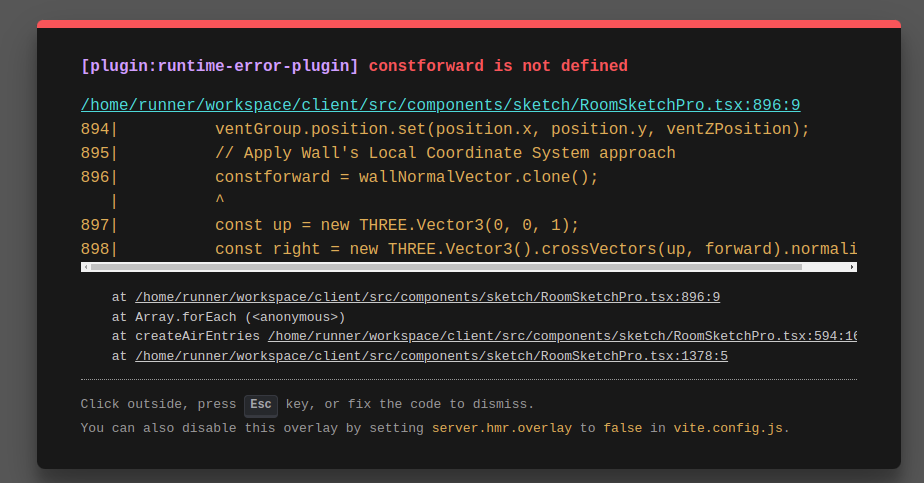 [plugin:runtime-error-plugin] constforward is not defined
/home/runner/workspace/client/src/components/sketch/RoomSketchPro.tsx:896:9
894|          ventGroup.position.set(position.x, position.y, ventZPosition);
895|          // Apply Wall's Local Coordinate System approach
896|          constforward = wallNormalVector.clone();
   |          ^
897|          const up = new THREE.Vector3(0, 0, 1);
898|          const right = new THREE.Vector3().crossVectors(up, forward).normali
at /home/runner/workspace/client/src/components/sketch/RoomSketchPro.tsx:896:9
at Array.forEach (<anonymous>)
at createAirEntries /home/runner/workspace/client/src/components/sketch/RoomSketchPro.tsx:594:16
at /home/runner/workspace/client/src/components/sketch/RoomSketchPro.tsx:1378:5
Click outside, press Esc key, or fix the code to dismiss.
You can also disable this overlay by setting server.hmr.overlay to false in vite.config.js.